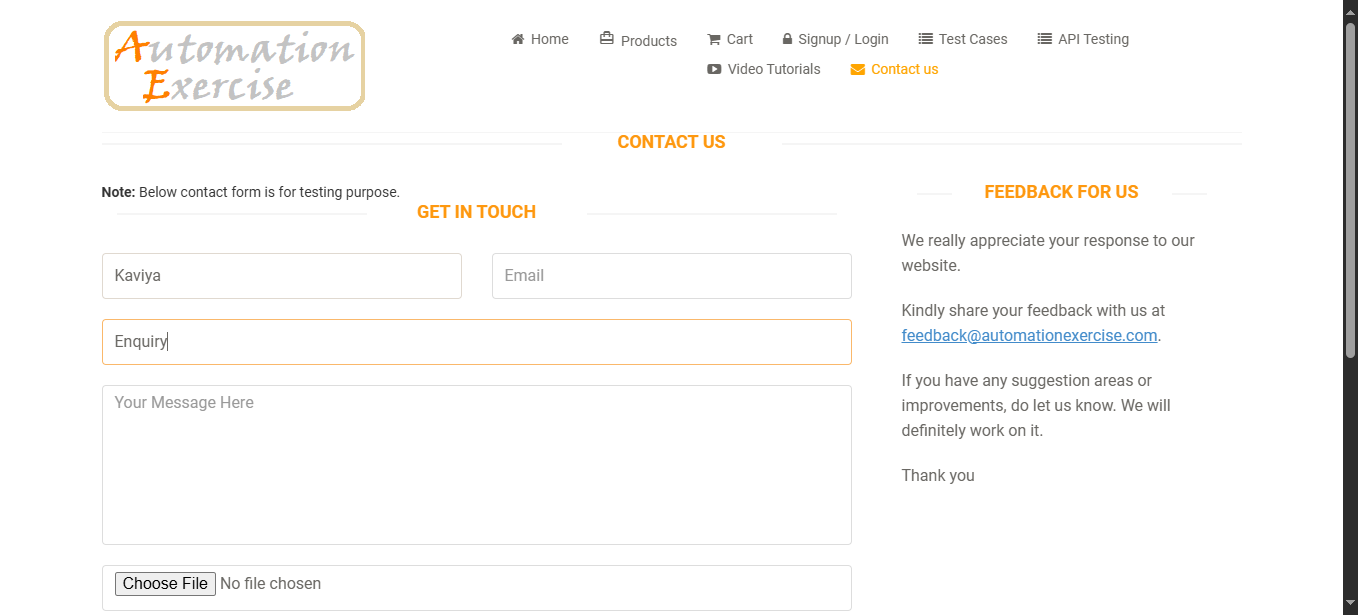 Automation
Exercise
Home Products Cart Signup / Login Test Cases API Testing
Video Tutorials Contact us
CONTACT US
Note: Below contact form is for testing purpose.
GET IN TOUCH
Kaviya Email
Enquiry
Your Message Here
Choose File No file chosen
FEEDBACK FOR US
We really appreciate your response to our
website.
Kindly share your feedback with us at
feedback@automationexercise.com.
If you have any suggestion areas or
improvements, do let us know. We will
definitely work on it.
Thank you